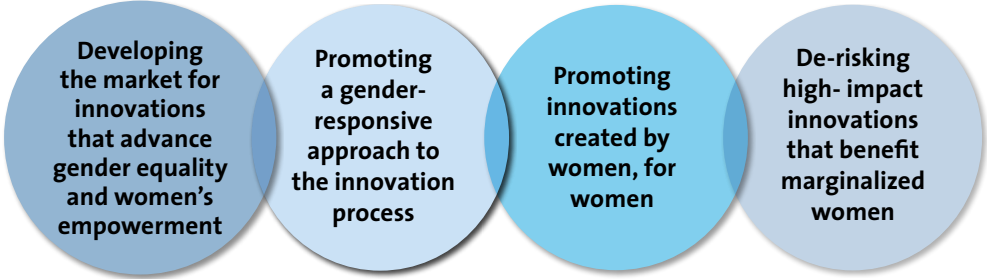 Developing
the market for
innovations
that advance
gender equality
and women's
empowerment
Promoting
a gender-
responsive
approach to
the innovation
process
Promoting
innovations
created by
women, for
women
De-risking
high- impact
innovations
that benefit
marginalized
women